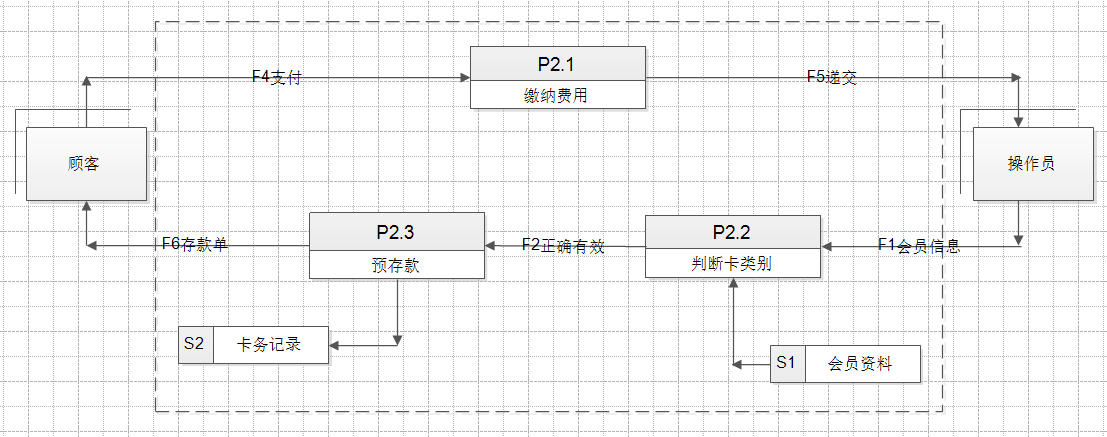 P2.1
F4支付
F5递交
缴纳费用
顾客
操作员
P2.3
P2.2
F6存款单
F2正确有效
F1会员信息
预存款
判断卡类别
S2 卡务记录
S1 会员资料